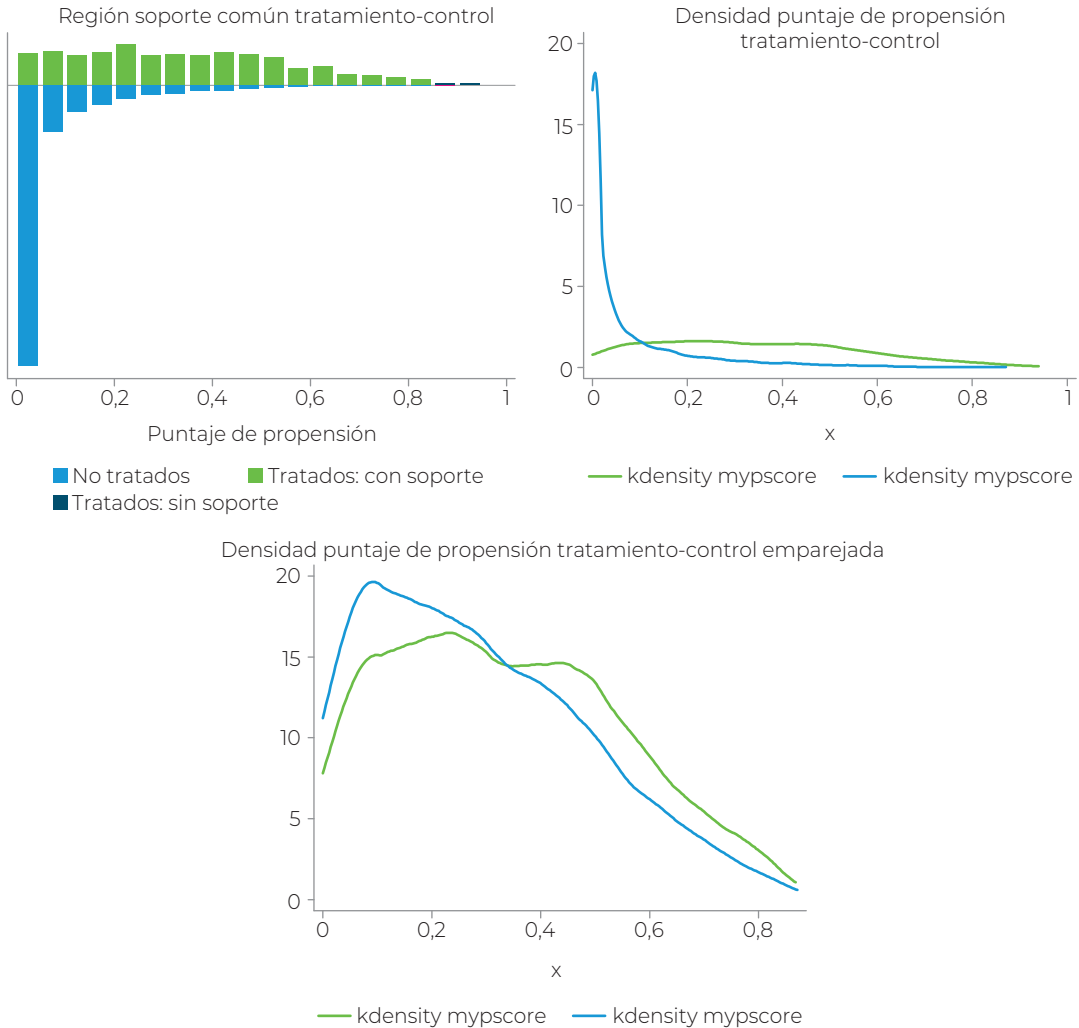 Región soporte común tratamiento-control
0 0,2 0,4 0,6 0,8 1
Puntaje de propensión
No tratados Tratados: con soporte
Tratados: sin soporte
Densidad puntaje de propensión
tratamiento-control
20
15
10
5
0
0 0,2 0,4 0,6 0,8 1
x
kdensity mypscore kdensity mypscore
Densidad puntaje de propensión tratamiento-control emparejada
20
15
10
5
0
0 0,2 0,4 0,6 0,8
x
kdensity mypscore kdensity mypscore